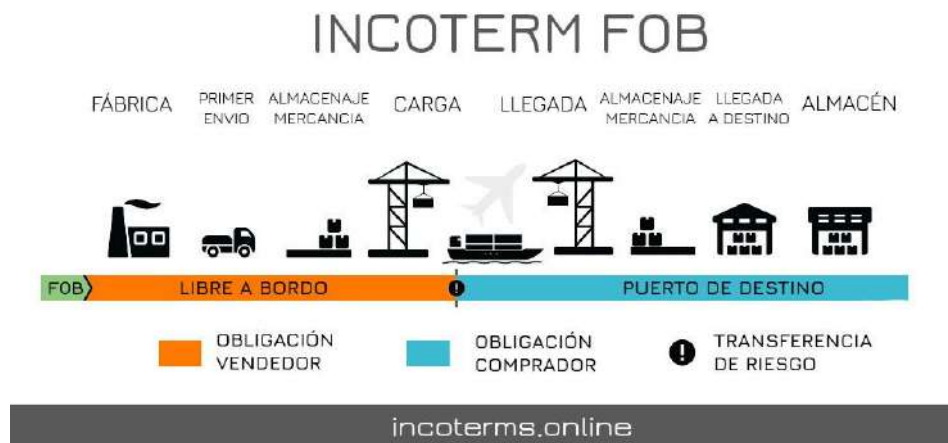 INCOTERM FOB
FÁBRICA
PRIMER
ENVIO
ALMACENAJE
MERCANCIA
CARGA
LLEGADA
ALMACENAJE
MERCANCIA
LLEGADA
A DESTINO
ALMACÉN
FOB
LIBRE A BORDO
PUERTO DE DESTINO
OBLIGACIÓN
VENDEDOR
OBLIGACIÓN
COMPRADOR
TRANSFERENCIA
DE RIESGO
incoterms.online